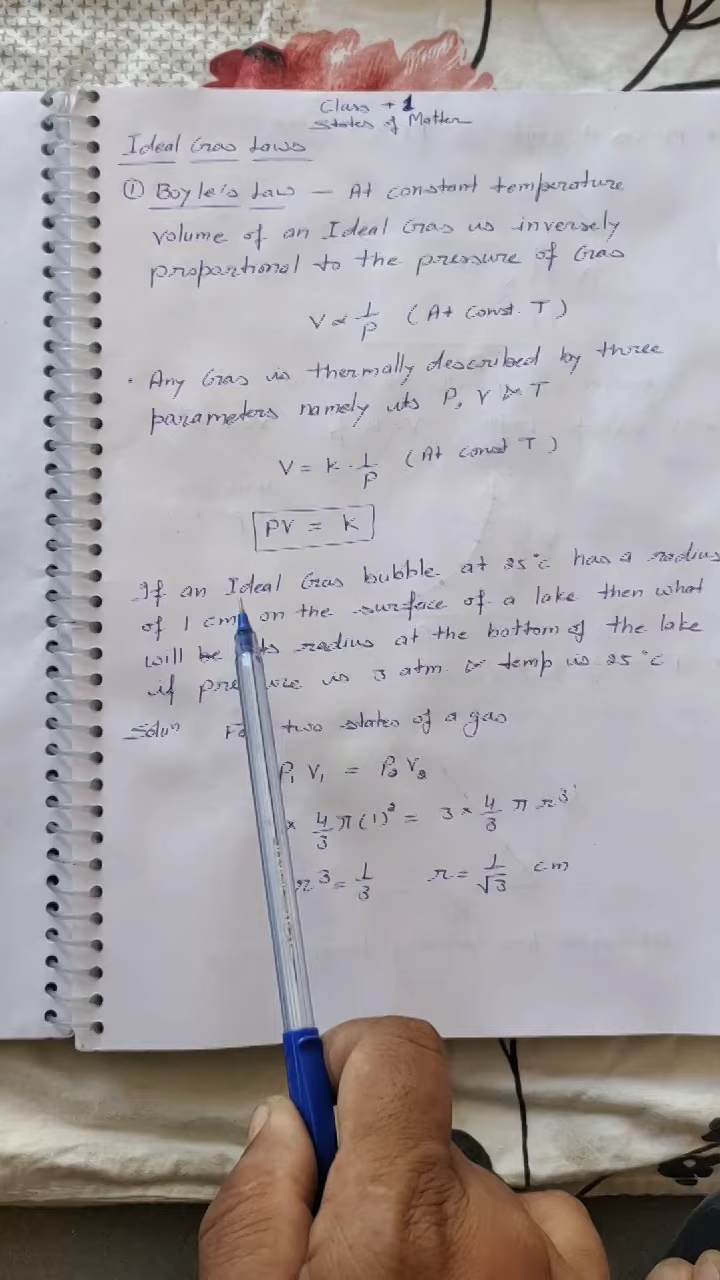 Class + 1
States of Matter
Ideal Gas Laws
① Boyle's Law — At constant temperature
volume of an Ideal Gas is inversely
propartional to the pressure of Gas
V ∝ 1/P (At Const. T)
• Any Gas is thermally described by three
parameters namely its P, V & T
V = k · 1/P (At const T)
PV = k
If an Ideal Gas bubble at 25°c has a radius
of 1 cm on the surface of a lake then what
will its radius at the bottom of the lake
if pressure is 3 atm & temp is 25°c
Soluⁿ two states of a gas
P₁ V₁ = P₂ V₂
× 4/3 π (1)² = 3 × 4/3 π r³
r³ = 1/3 r = 1/√3 cm